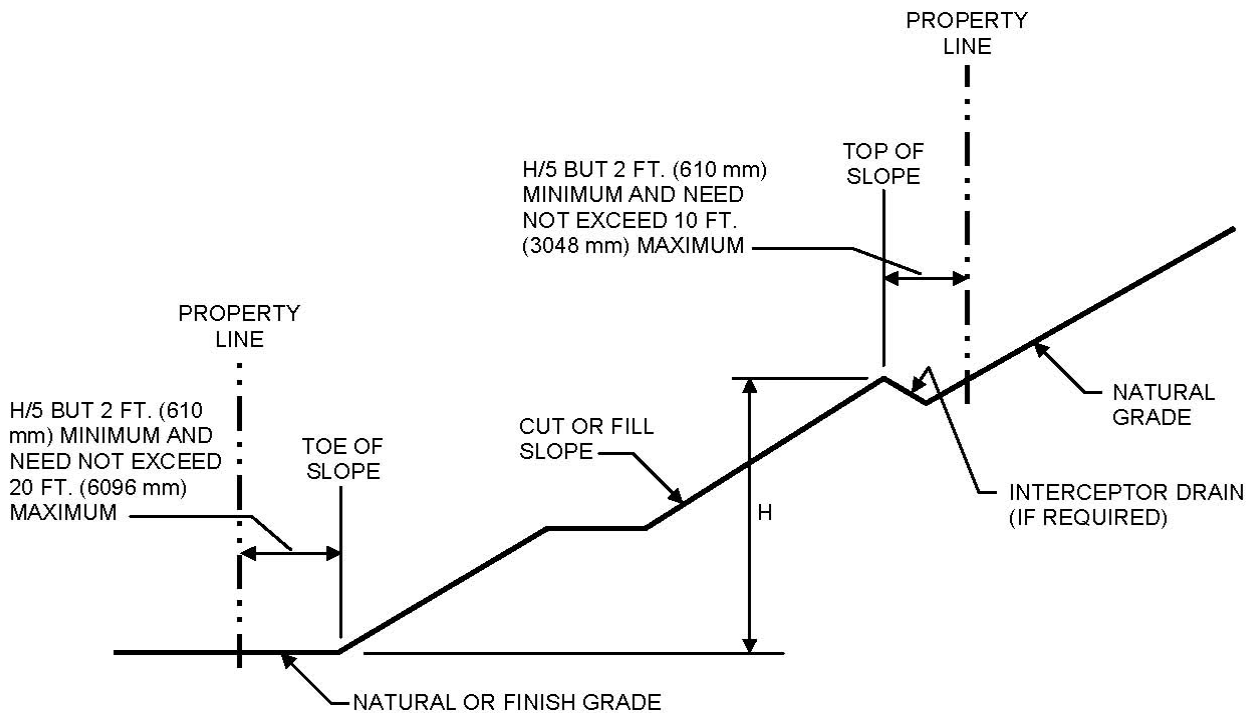 PROPERTY
LINE
TOP OF
SLOPE
H/5 BUT 2 FT. (610 mm)
MINIMUM AND NEED
NOT EXCEED 10 FT.
(3048 mm) MAXIMUM
PROPERTY
LINE
H/5 BUT 2 FT. (610
mm) MINIMUM AND
NEED NOT EXCEED
20 FT. (6096 mm)
MAXIMUM
TOE OF
SLOPE
CUT OR FILL
SLOPE
H
NATURAL
GRADE
INTERCEPTOR DRAIN
(IF REQUIRED)
NATURAL OR FINISH GRADE